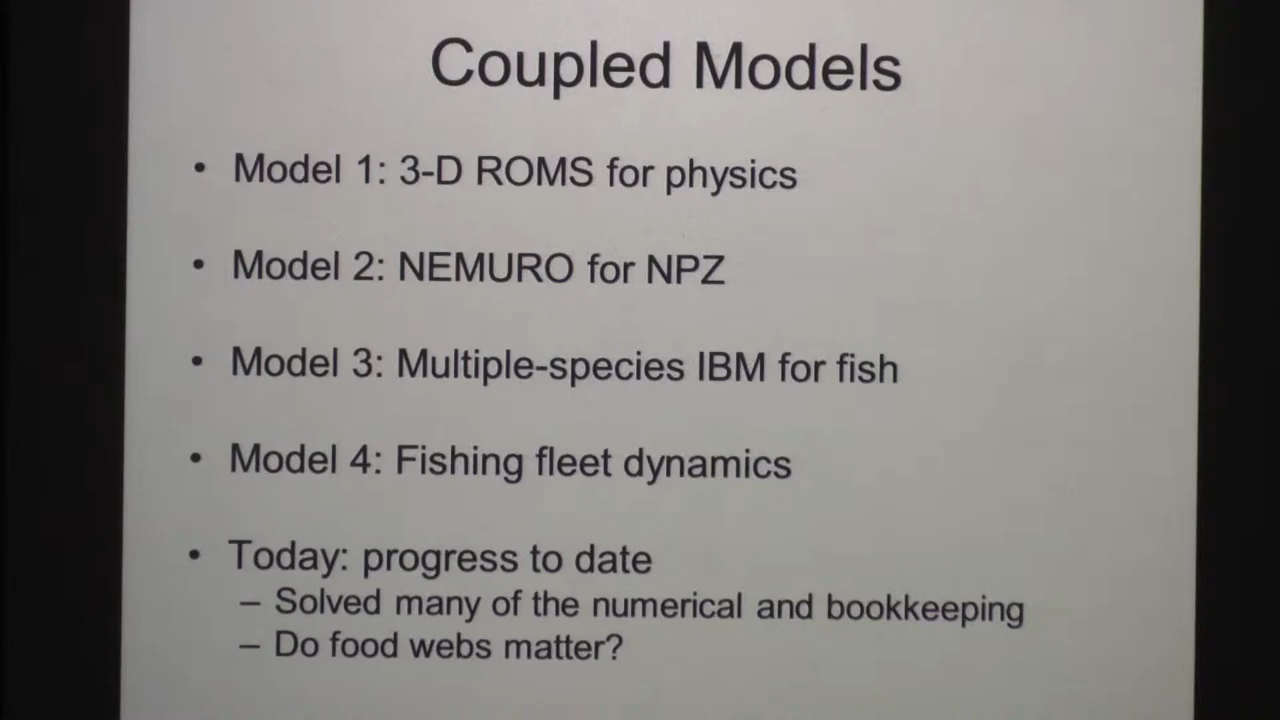 Coupled Models
• Model 1: 3-D ROMS for physics
• Model 2: NEMURO for NPZ
• Model 3: Multiple-species IBM for fish
• Model 4: Fishing fleet dynamics
• Today: progress to date
– Solved many of the numerical and bookkeeping
– Do food webs matter?